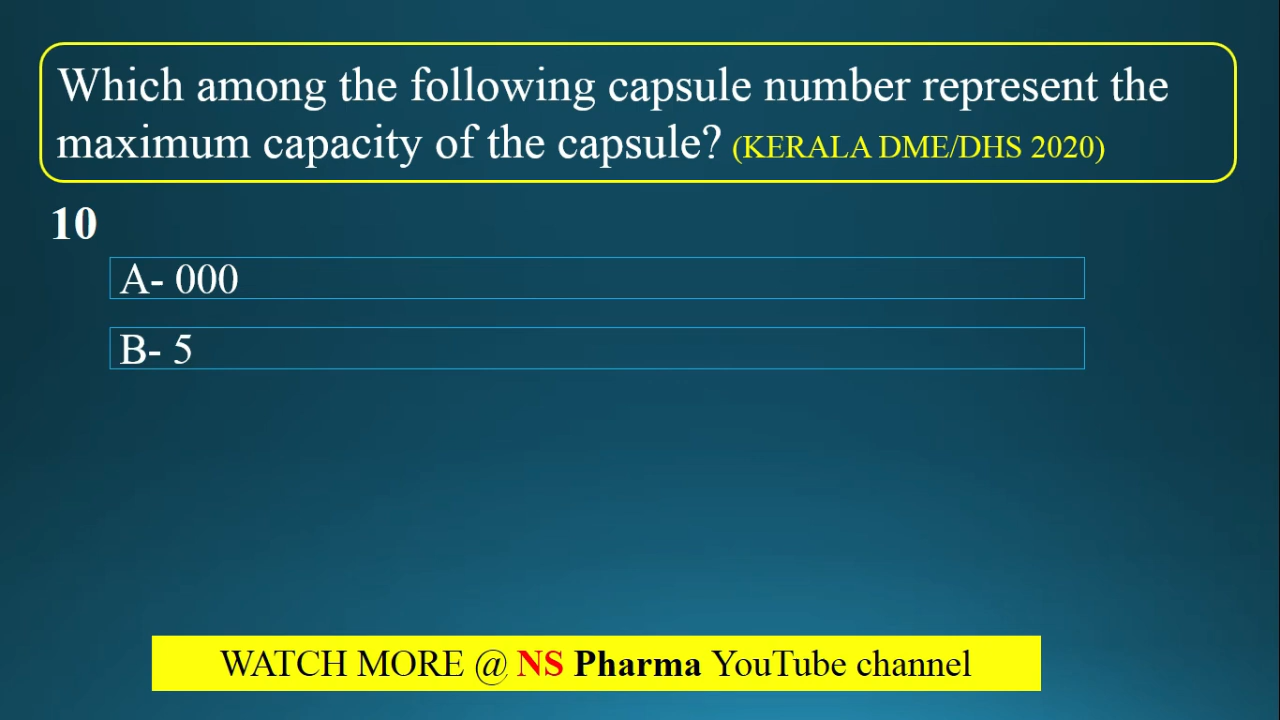 Which among the following capsule number represent the
maximum capacity of the capsule? (KERALA DME/DHS 2020)
10
A- 000
B- 5
WATCH MORE @ NS Pharma YouTube channel